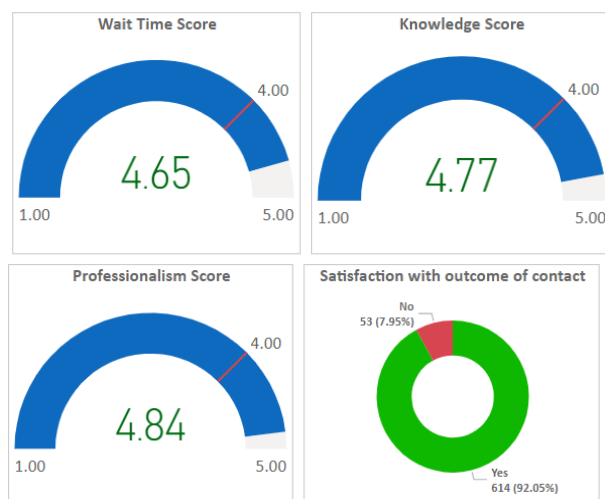 Wait Time Score
4.00
4.65
1.00
5.00
Knowledge Score
4.00
4.77
1.00
5.00
Professionalism Score
4.00
4.84
1.00
5.00
Satisfaction with outcome of contact
No
53 (7.95%)
Yes
614 (92.05%)